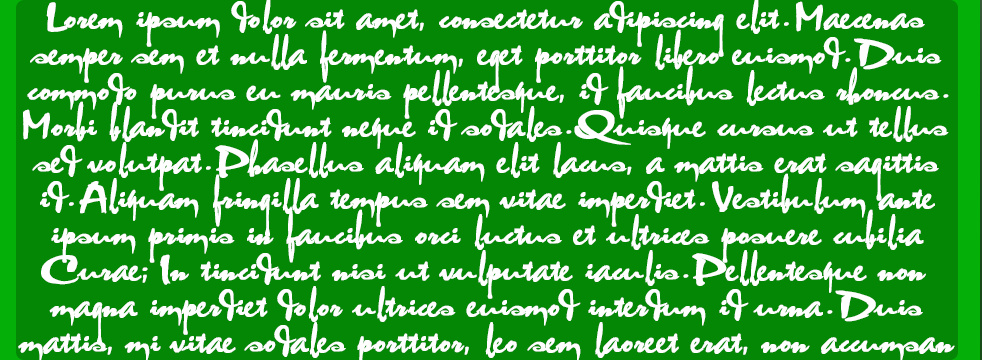 Lorem ipsum dolor sit amet, consectetur adipiscing elit. Maecenas
semper sem et nulla fermentum, eget porttitor libero euismod. Duis
commodo purus eu mauris pellentesque, id faucibus lectus rhoncus.
Morbi blandit tincidunt neque id sodales. Quisque cursus ut tellus
sed volutpat. Phasellus aliquam elit lacus, a mattis erat sagittis
id. Aliquam fringilla tempus sem vitae imperdiet. Vestibulum ante
ipsum primis in faucibus orci luctus et ultrices posuere cubilia
Curae; In tincidunt nisi ut vulputate iaculis. Pellentesque non
magna imperdiet dolor ultrices euismod interdum id urna. Duis
mattis, mi vitae sodales porttitor, leo sem laoreet erat, non accumsan